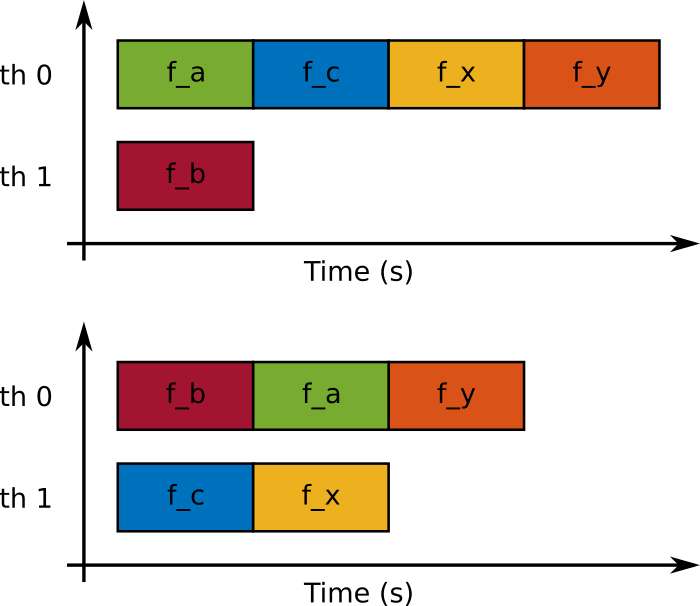 th 0 f_a f_c f_x f_y
th 1 f_b
Time (s)
th 0 f_b f_a f_y
th 1 f_c f_x
Time (s)